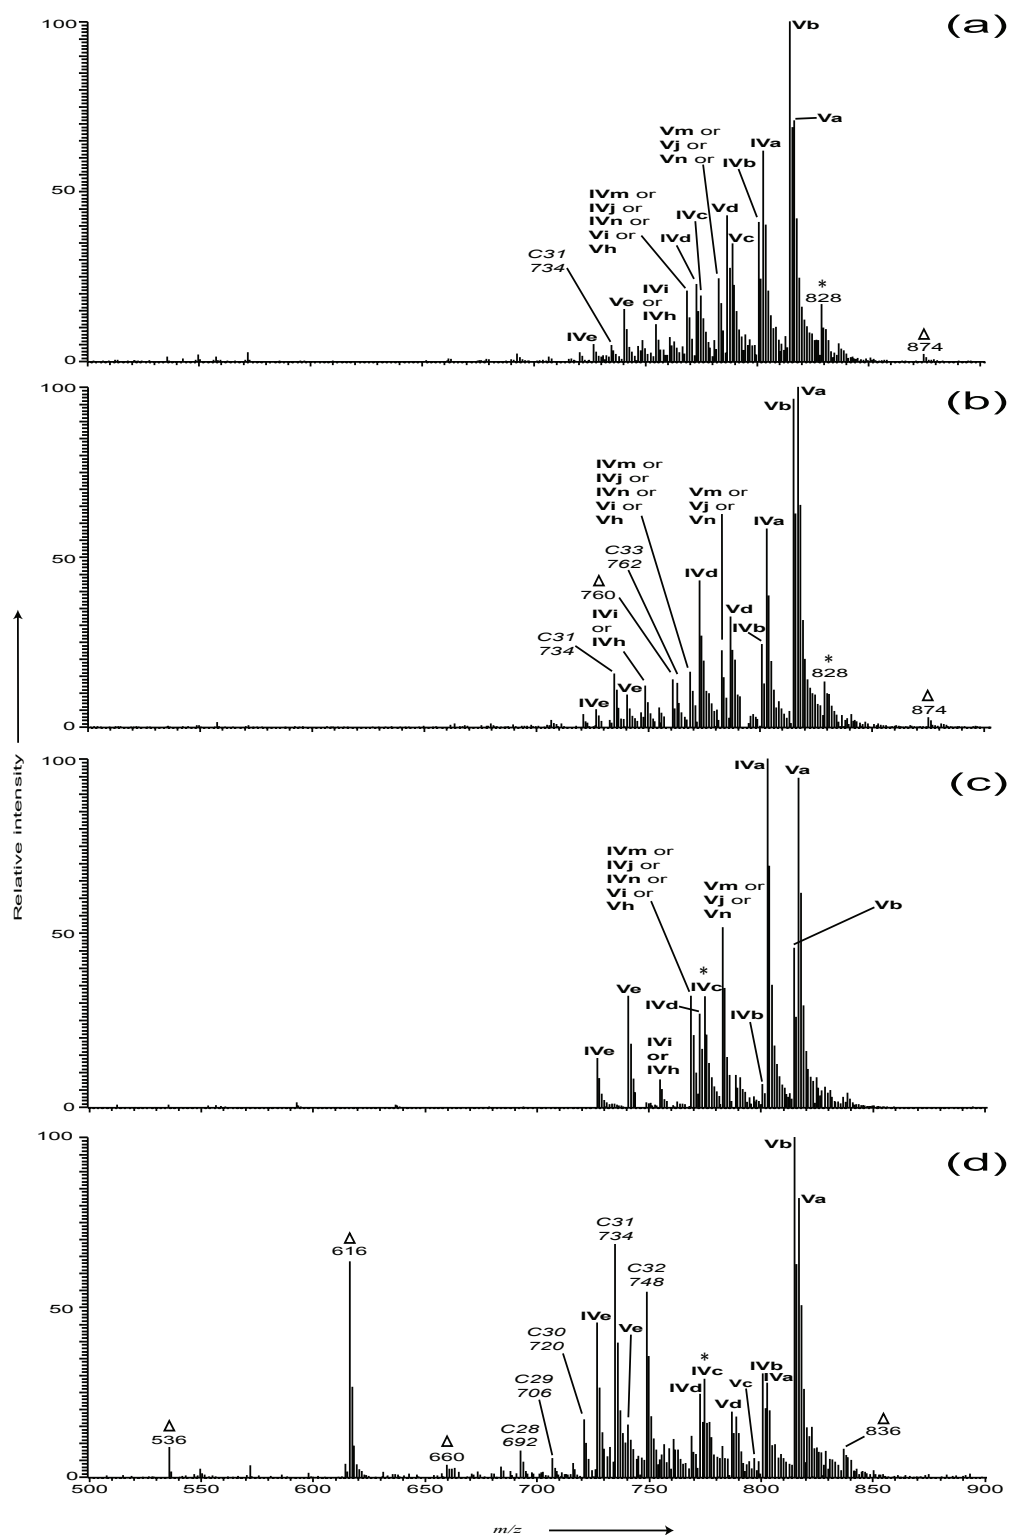 (a)
100
Vb
Va
Vm or
Vj or
Vn or
IVa
IVb
50
IVm or
IVj or
IVn or
Vi or
Vh
IVc
Vd
IVd
Vc
C31
734
IVi
or
IVh
Ve
*
828
Δ
874
IVe
0
(b)
100
Va
Vb
IVm or
IVj or
IVn or
Vi or
Vh
Vm or
Vj or
Vn
IVa
50
C33
762
IVd
Δ
760
IVi
or
IVh
Vd
IVb
C31
734
*
828
Ve
IVe
Δ
874
0
Relative intensity
(c)
100
IVa
Va
IVm or
IVj or
IVn or
Vi or
Vh
Vm or
Vj or
Vn
Vb
50
*
IVc
Ve
IVd
IVb
IVe
IVi
or
IVh
0
(d)
100
Vb
Va
Δ
616
C31
734
C32
748
50
IVe
Ve
C30
720
*
IVc
IVb
IVa
IVd
Vc
Vd
C29
706
C28
692
Δ
536
Δ
660
Δ
836
0
500 550 600 650 700 750 800 850 900
m/z